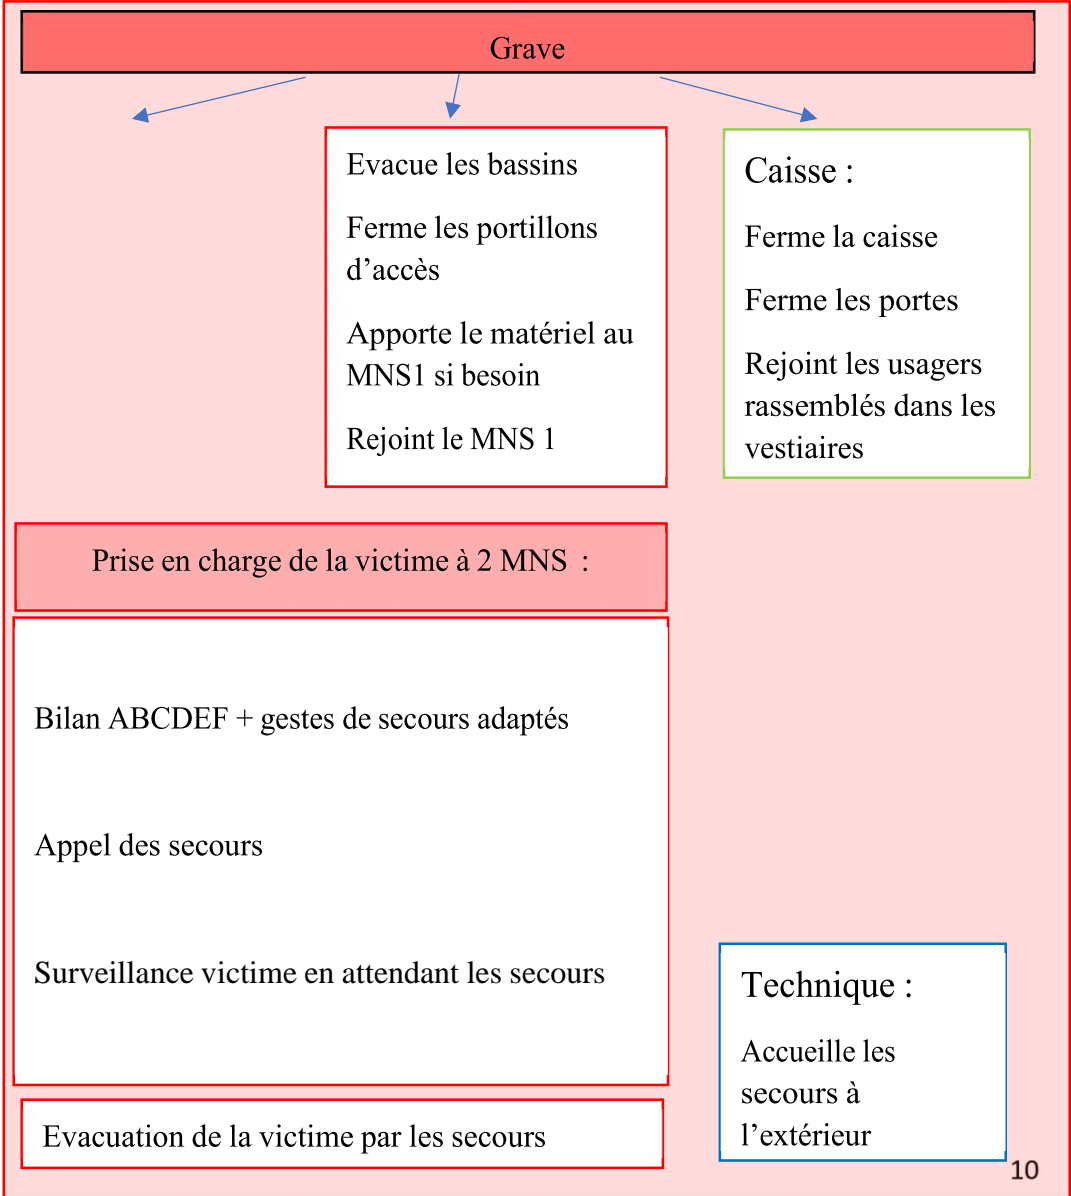 Grave
Evacue les bassins
Ferme les portillons
d’accès
Apporte le matériel au
MNS1 si besoin
Rejoint le MNS 1
Caisse :
Ferme la caisse
Ferme les portes
Rejoint les usagers
rassemblés dans les
vestiaires
Prise en charge de la victime à 2 MNS :
Bilan ABCDEF + gestes de secours adaptés
Appel des secours
Surveillance victime en attendant les secours
Evacuation de la victime par les secours
Technique :
Accueille les
secours à
l’extérieur
10